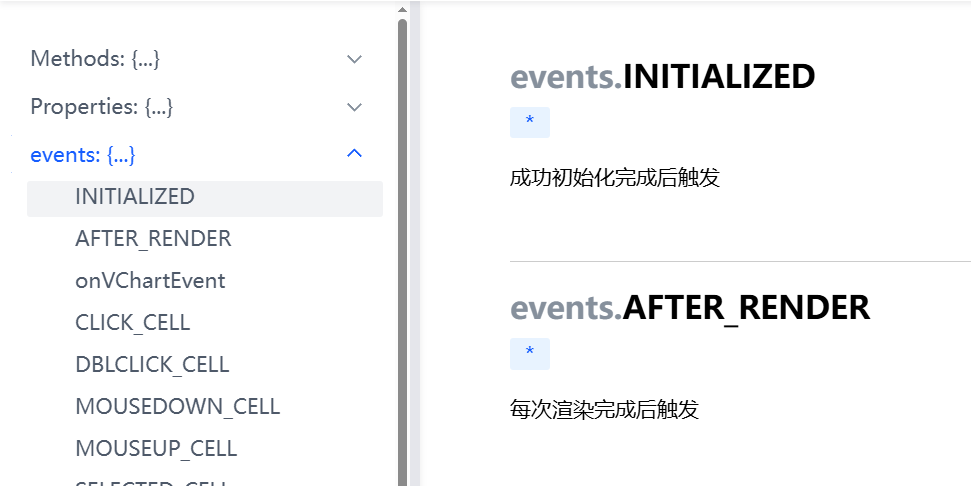 Methods: {...}
Properties: {...}
events: {...}
INITIALIZED
AFTER_RENDER
onVChartEvent
CLICK_CELL
DBLCLICK_CELL
MOUSEDOWN_CELL
MOUSEUP_CELL
SELECTED_CELL
events.INITIALIZED
*
成功初始化完成后触发
events.AFTER_RENDER
*
每次渲染完成后触发